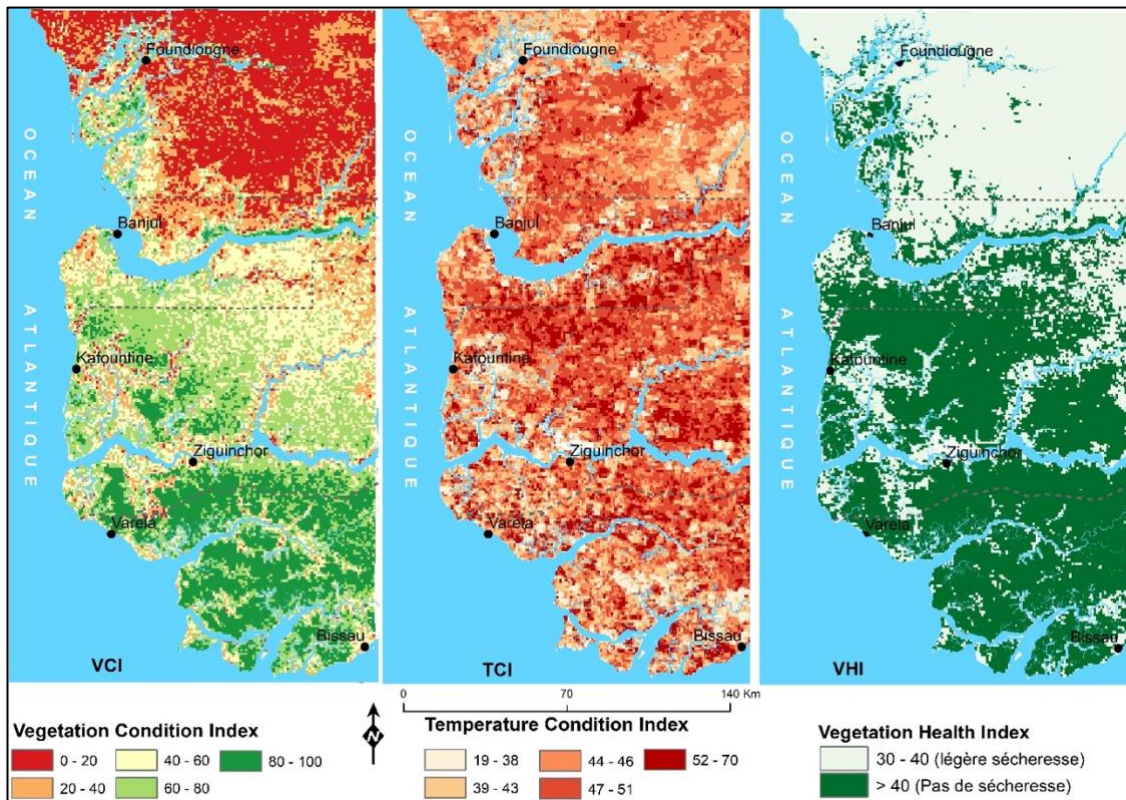 OCEAN
ATLANTIQUE
Foundiougne
Banjul
Kafountine
Ziguinchor
Varela
Bissau
VCI
OCEAN
ATLANTIQUE
Foundiougne
Banjul
Kafountine
Ziguinchor
Varela
Bissau
TCI
OCEAN
ATLANTIQUE
Foundiougne
Banjul
Kafountine
Ziguinchor
Varela
Bissau
VHI
0 70 140 Km
N
Vegetation Condition Index
0 - 20 40 - 60 80 - 100
20 - 40 60 - 80
Temperature Condition Index
19 - 38 44 - 46 52 - 70
39 - 43 47 - 51
Vegetation Health Index
30 - 40 (légère sécheresse)
> 40 (Pas de sécheresse)